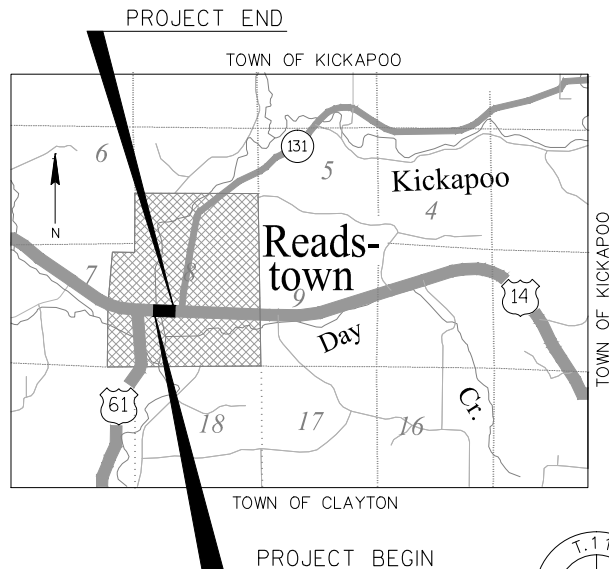 PROJECT END
TOWN OF KICKAPOO
6
131
5
Kickapoo
4
N
Reads-
town
7
8
9
14
TOWN OF KICKAPOO
Day
61
Cr.
18
17
16
TOWN OF CLAYTON
PROJECT BEGIN